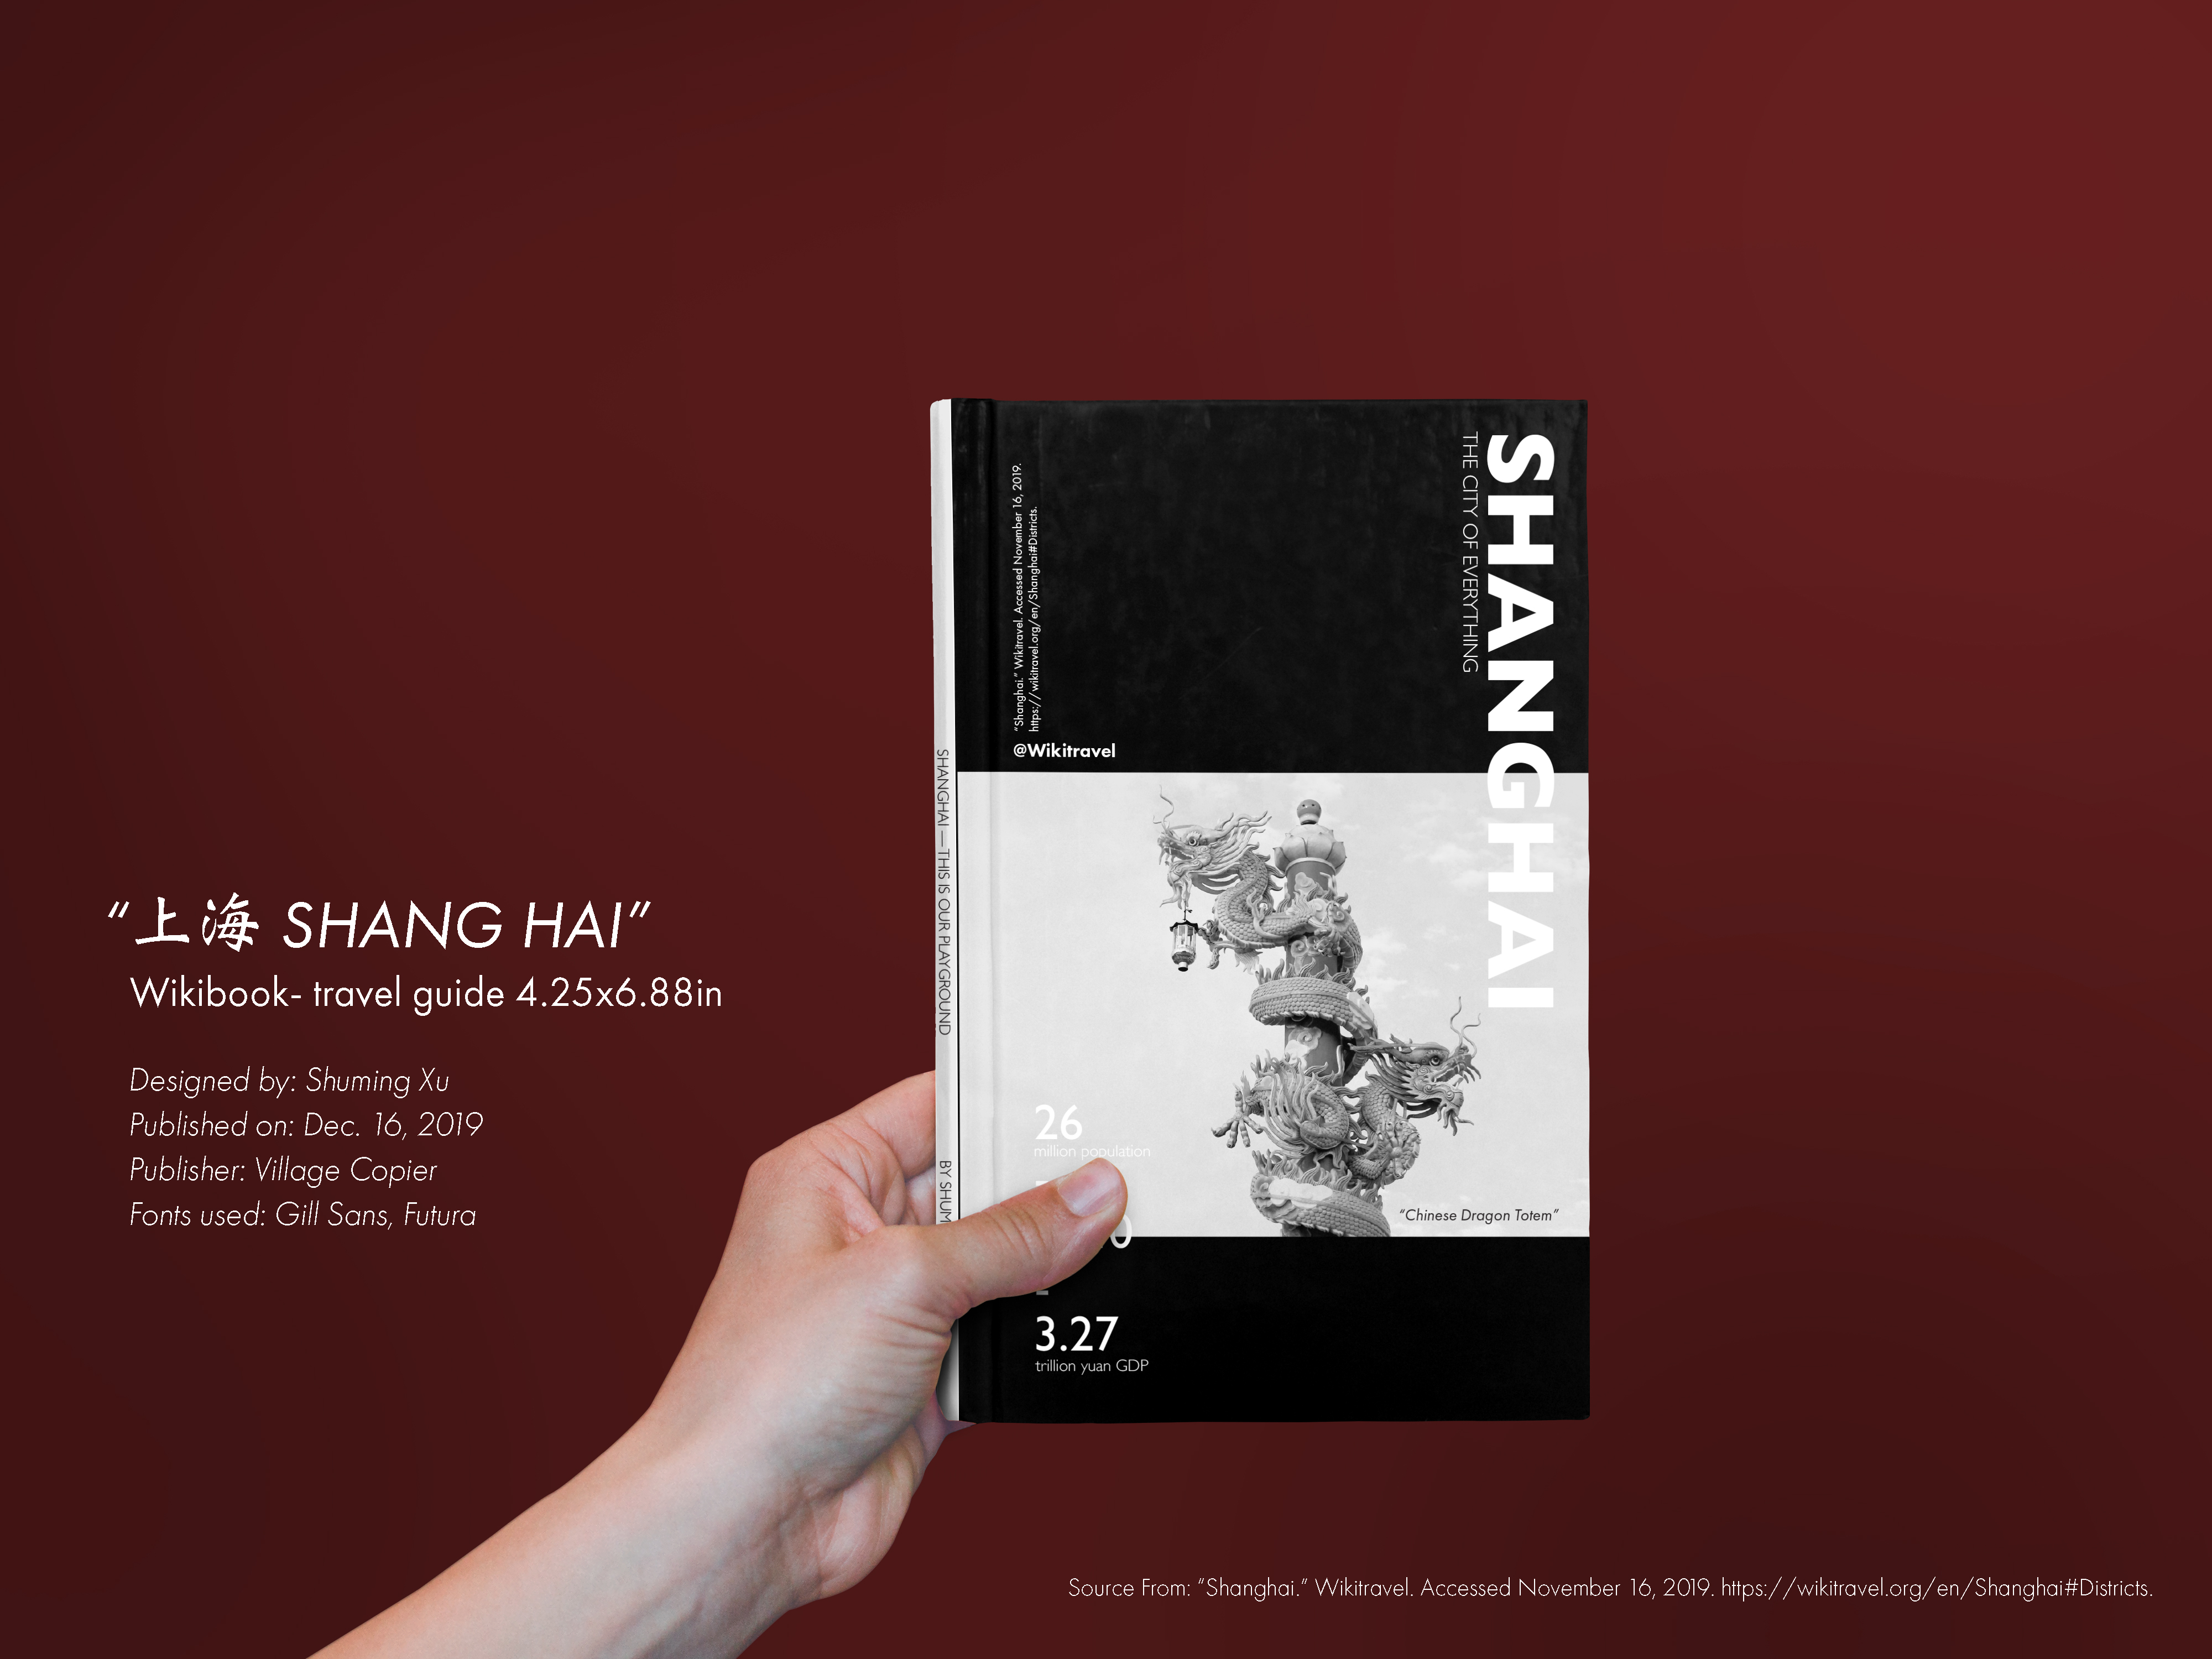 “上海 SHANG HAI”
Wikibook- travel guide 4.25x6.88in
Designed by: Shuming Xu
Published on: Dec. 16, 2019
Publisher: Village Copier
Fonts used: Gill Sans, Futura
SHANGHAI — THIS IS OUR PLAYGROUND
BY
“Shanghai.” Wikitravel. Accessed November 16, 2019.
https://wikitravel.org/en/Shanghai#Districts.
@Wikitravel
SHANGHAI
THE CITY OF EVERYTHING
26
million population
3.27
trillion yuan GDP
“Chinese Dragon Totem”
Source From: “Shanghai.” Wikitravel. Accessed November 16, 2019. https://wikitravel.org/en/Shanghai#Districts.